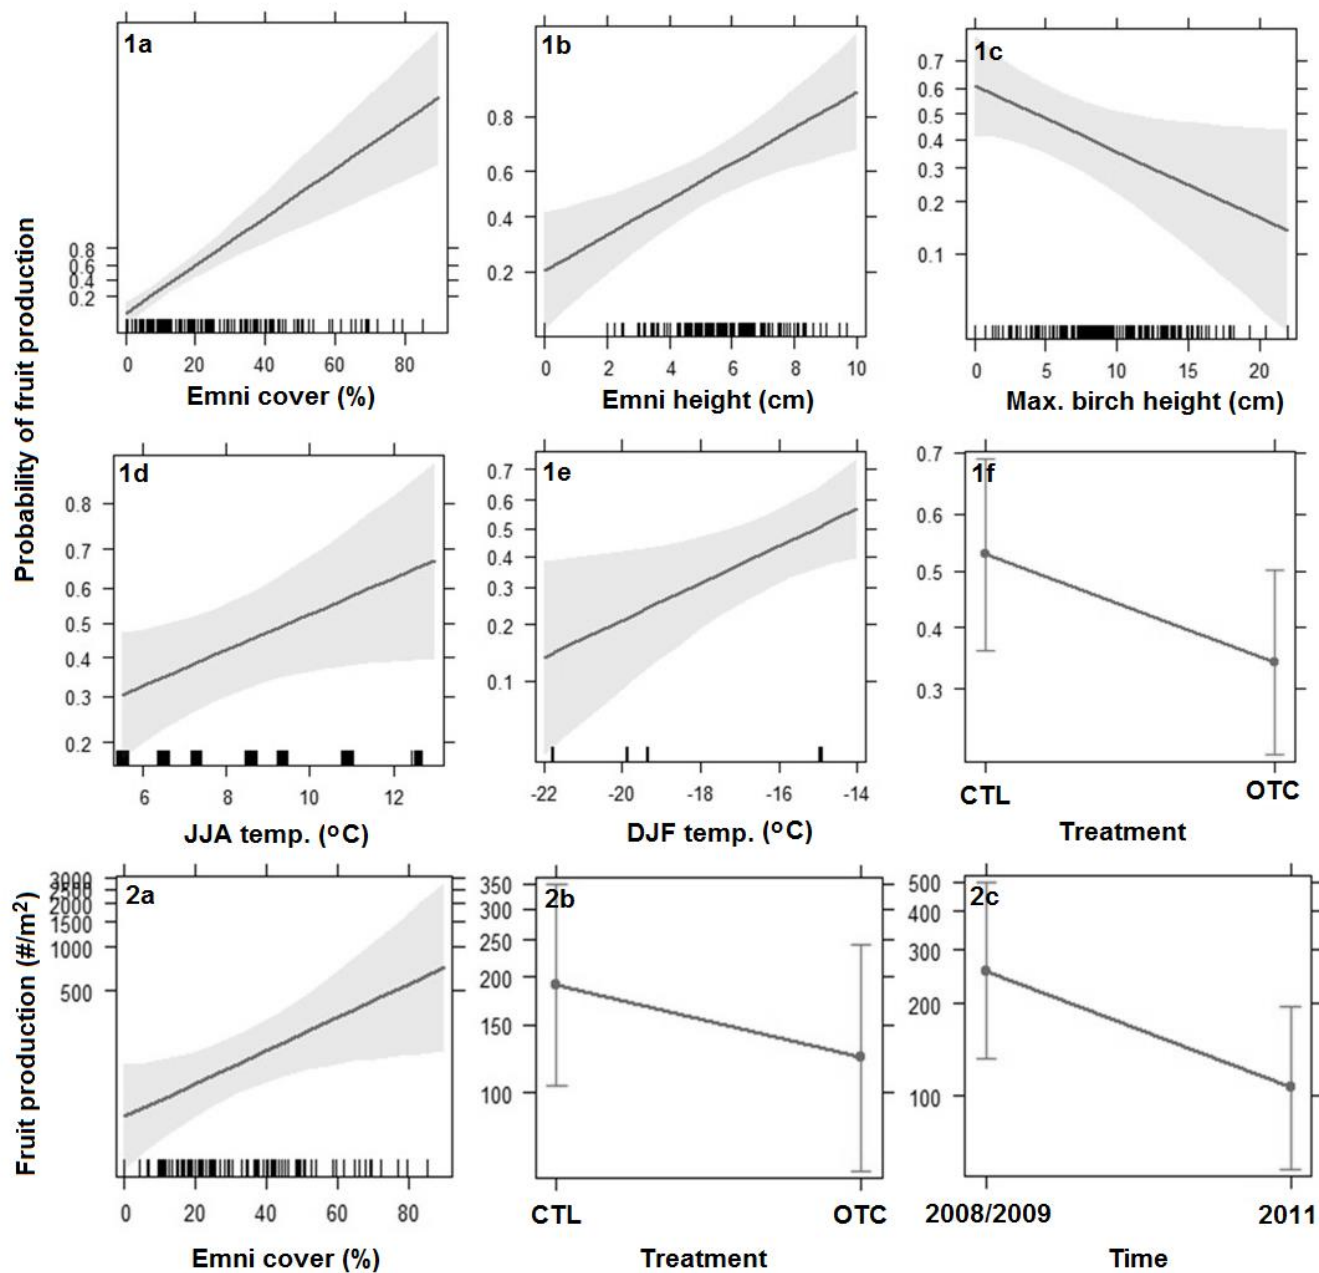 Probability of fruit production
Fruit production (#/m²)
1a
0.8
0.6
0.4
0.2
0 20 40 60 80
Emni cover (%)
1b
0.8
0.6
0.4
0.2
0 2 4 6 8 10
Emni height (cm)
1c
0.7
0.6
0.5
0.4
0.3
0.2
0.1
0 5 10 15 20
Max. birch height (cm)
1d
0.8
0.7
0.6
0.5
0.4
0.3
0.2
6 8 10 12
JJA temp. (°C)
1e
0.7
0.6
0.5
0.4
0.3
0.2
0.1
-22 -20 -18 -16 -14
DJF temp. (°C)
1f
0.7
0.6
0.5
0.4
0.3
CTL OTC
Treatment
2a
3000
2500
1500
1000
500
0 20 40 60 80
Emni cover (%)
2b
350
300
250
200
150
100
CTL OTC
Treatment
2c
500
400
300
200
100
2008/2009 2011
Time